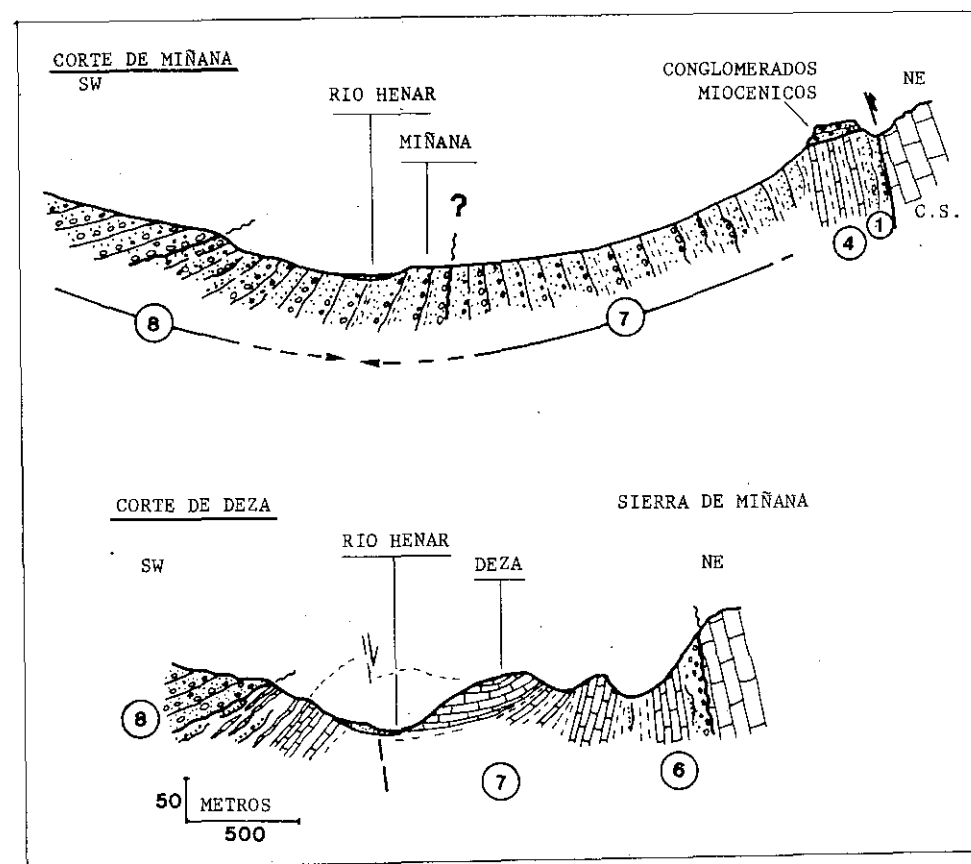 CORTE DE MIÑANA
SW
RIO HENAR
MIÑANA
?
CONGLOMERADOS
MIOCENICOS
NE
C.S.
4
1
8
7
CORTE DE DEZA
SIERRA DE MIÑANA
SW
RIO HENAR
DEZA
NE
8
7
6
50
METROS
500